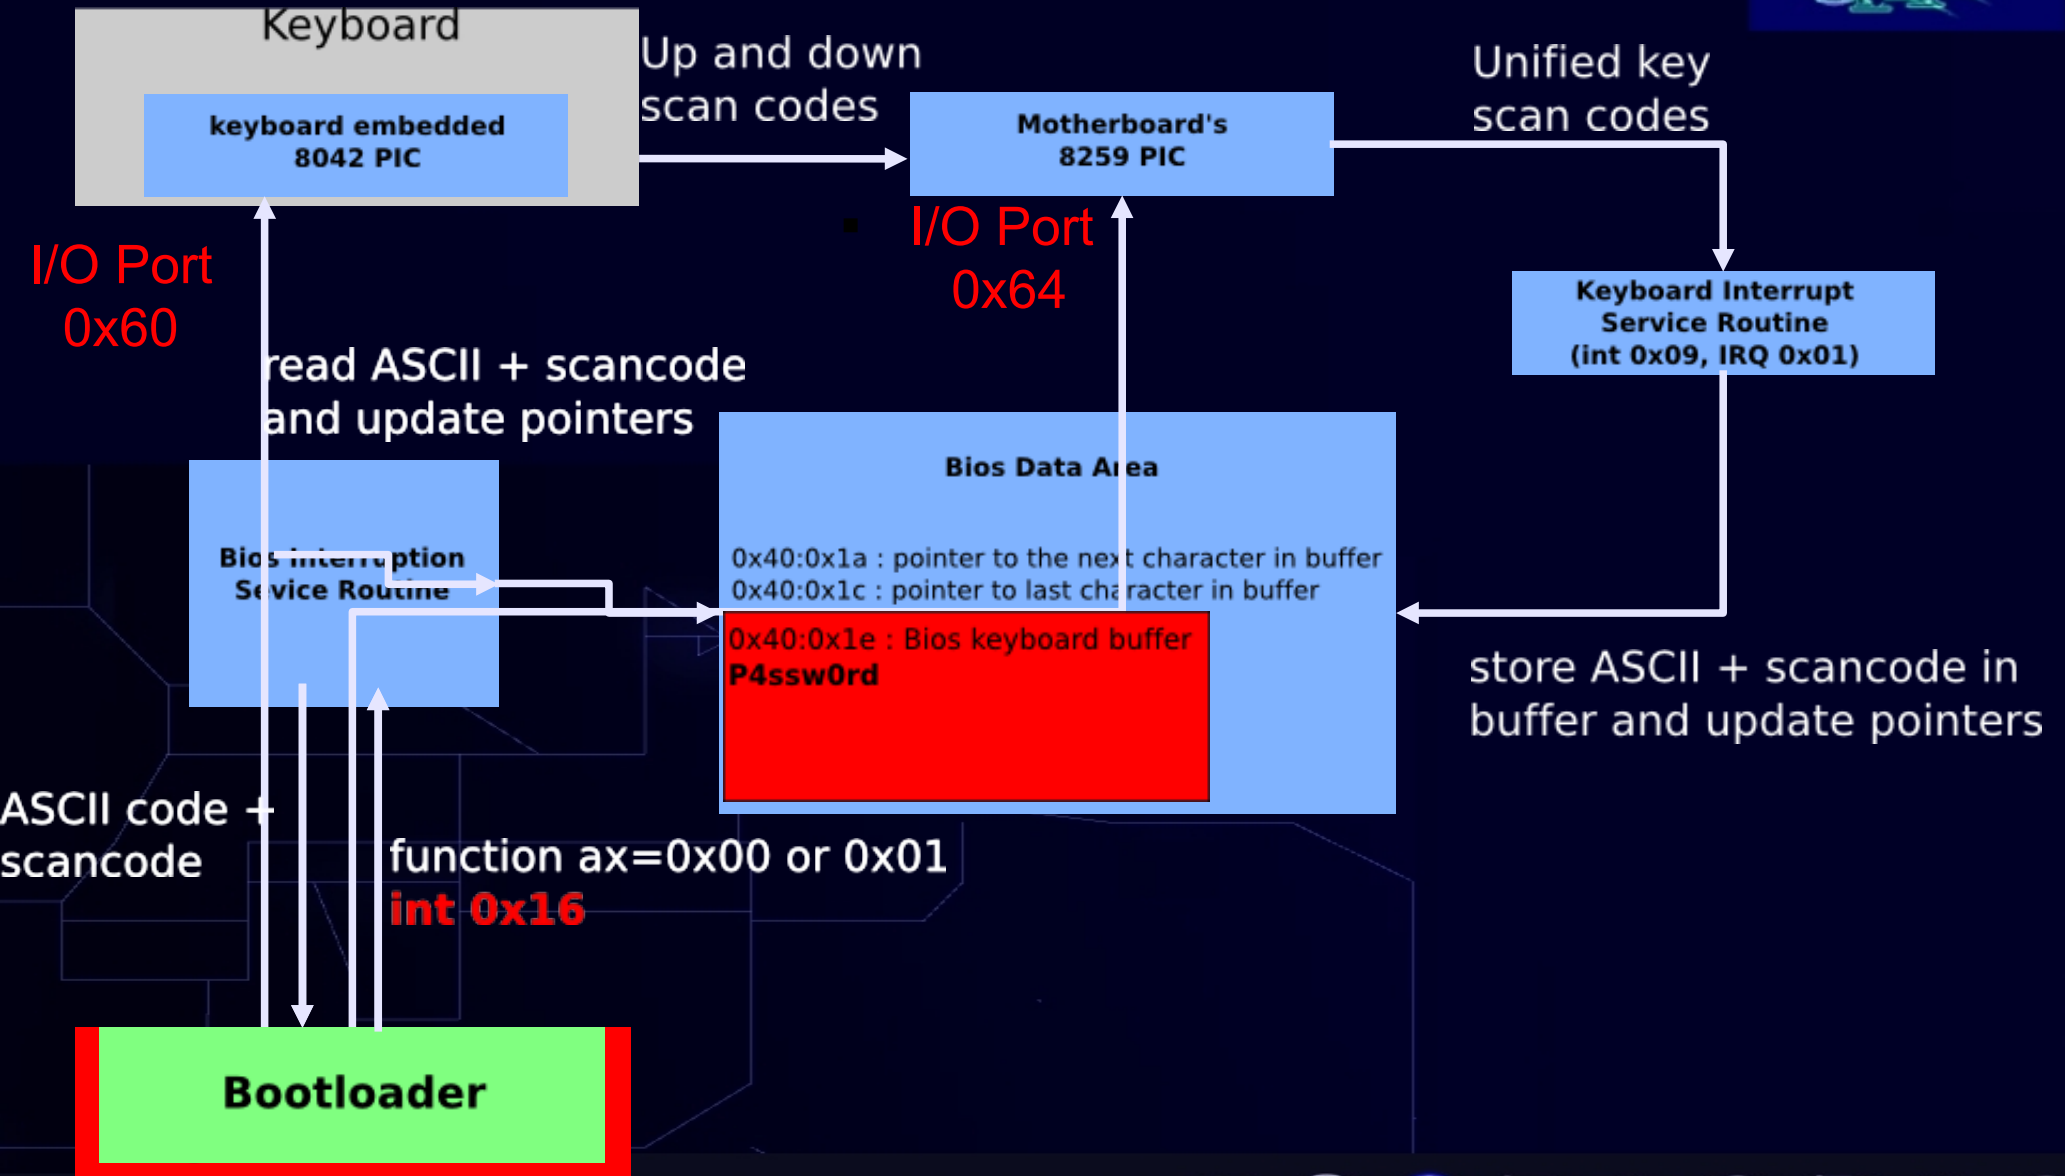 Keyboard
keyboard embedded
8042 PIC
Up and down
scan codes
Motherboard's
8259 PIC
Unified key
scan codes
I/O Port
0x60
I/O Port
0x64
Keyboard Interrupt
Service Routine
(int 0x09, IRQ 0x01)
read ASCII + scancode
and update pointers
Bios Interruption
Sevice Routine
Bios Data Area
0x40:0x1a : pointer to the next character in buffer
0x40:0x1c : pointer to last character in buffer
0x40:0x1e : Bios keyboard buffer
P4ssw0rd
store ASCII + scancode in
buffer and update pointers
ASCII code +
scancode
function ax=0x00 or 0x01
int 0x16
Bootloader